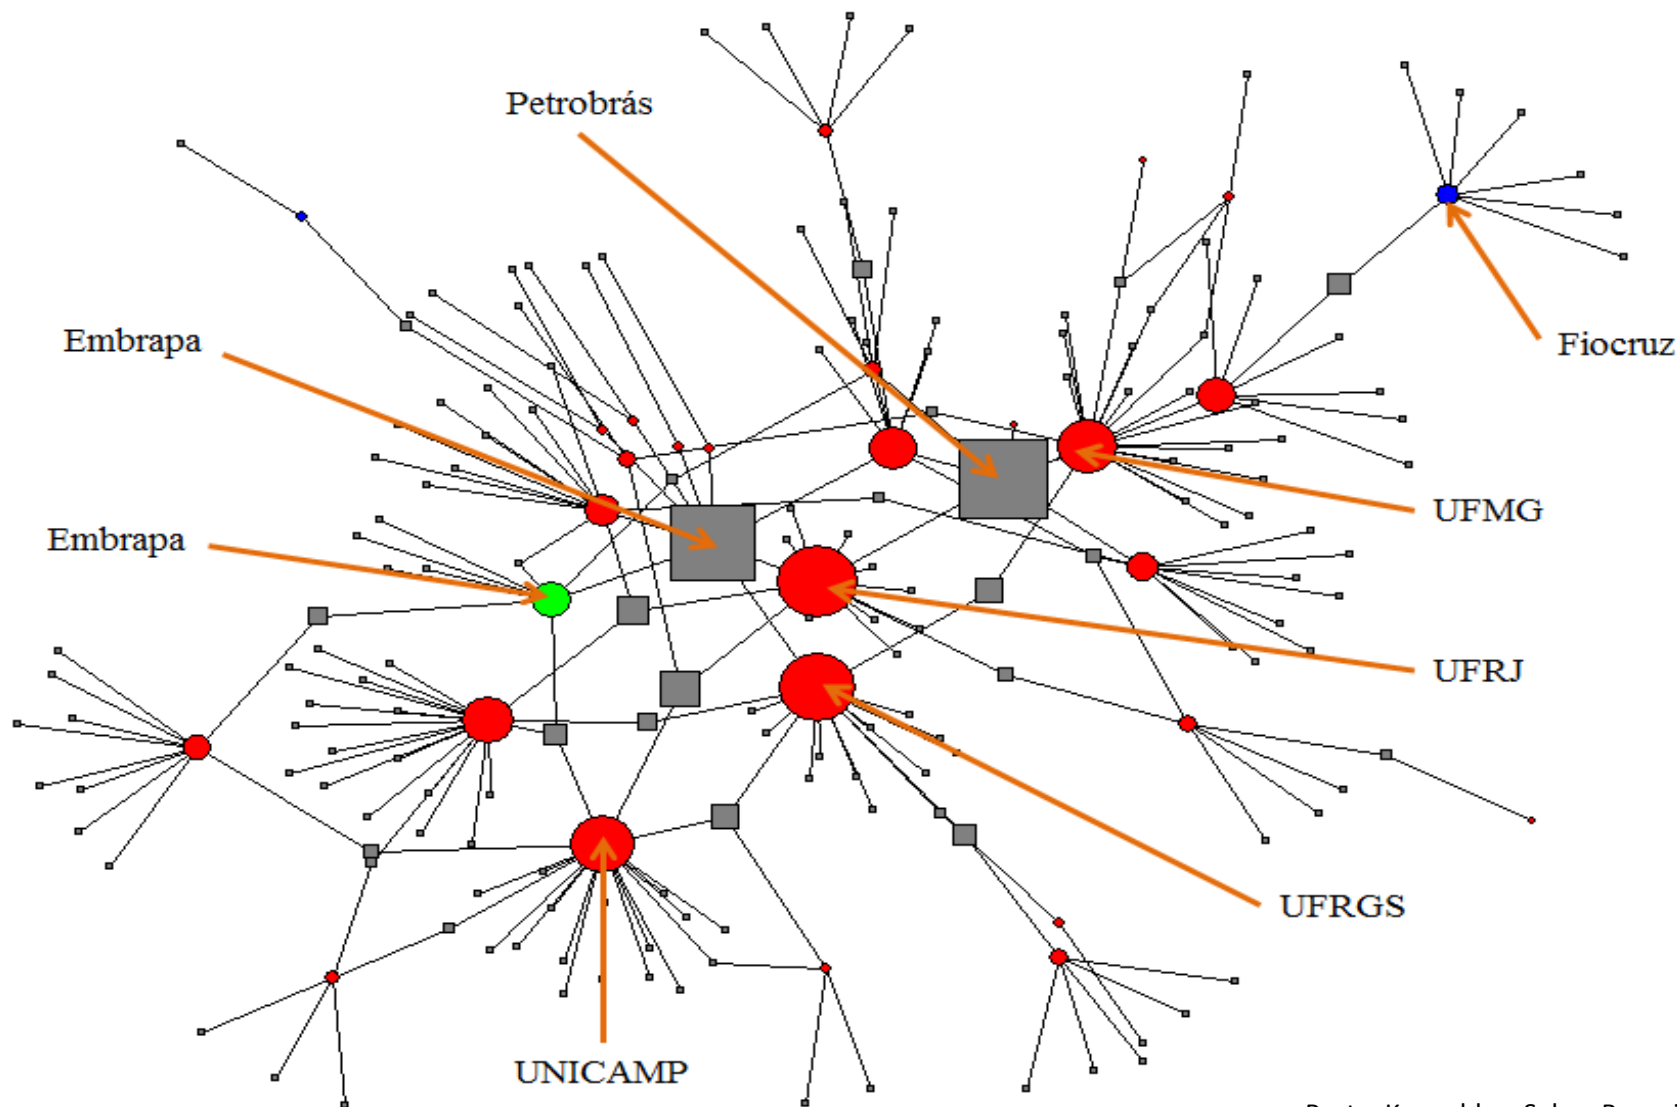 Petrobrás
Embrapa
Fiocruz
UFMG
Embrapa
UFRJ
UFRGS
UNICAMP